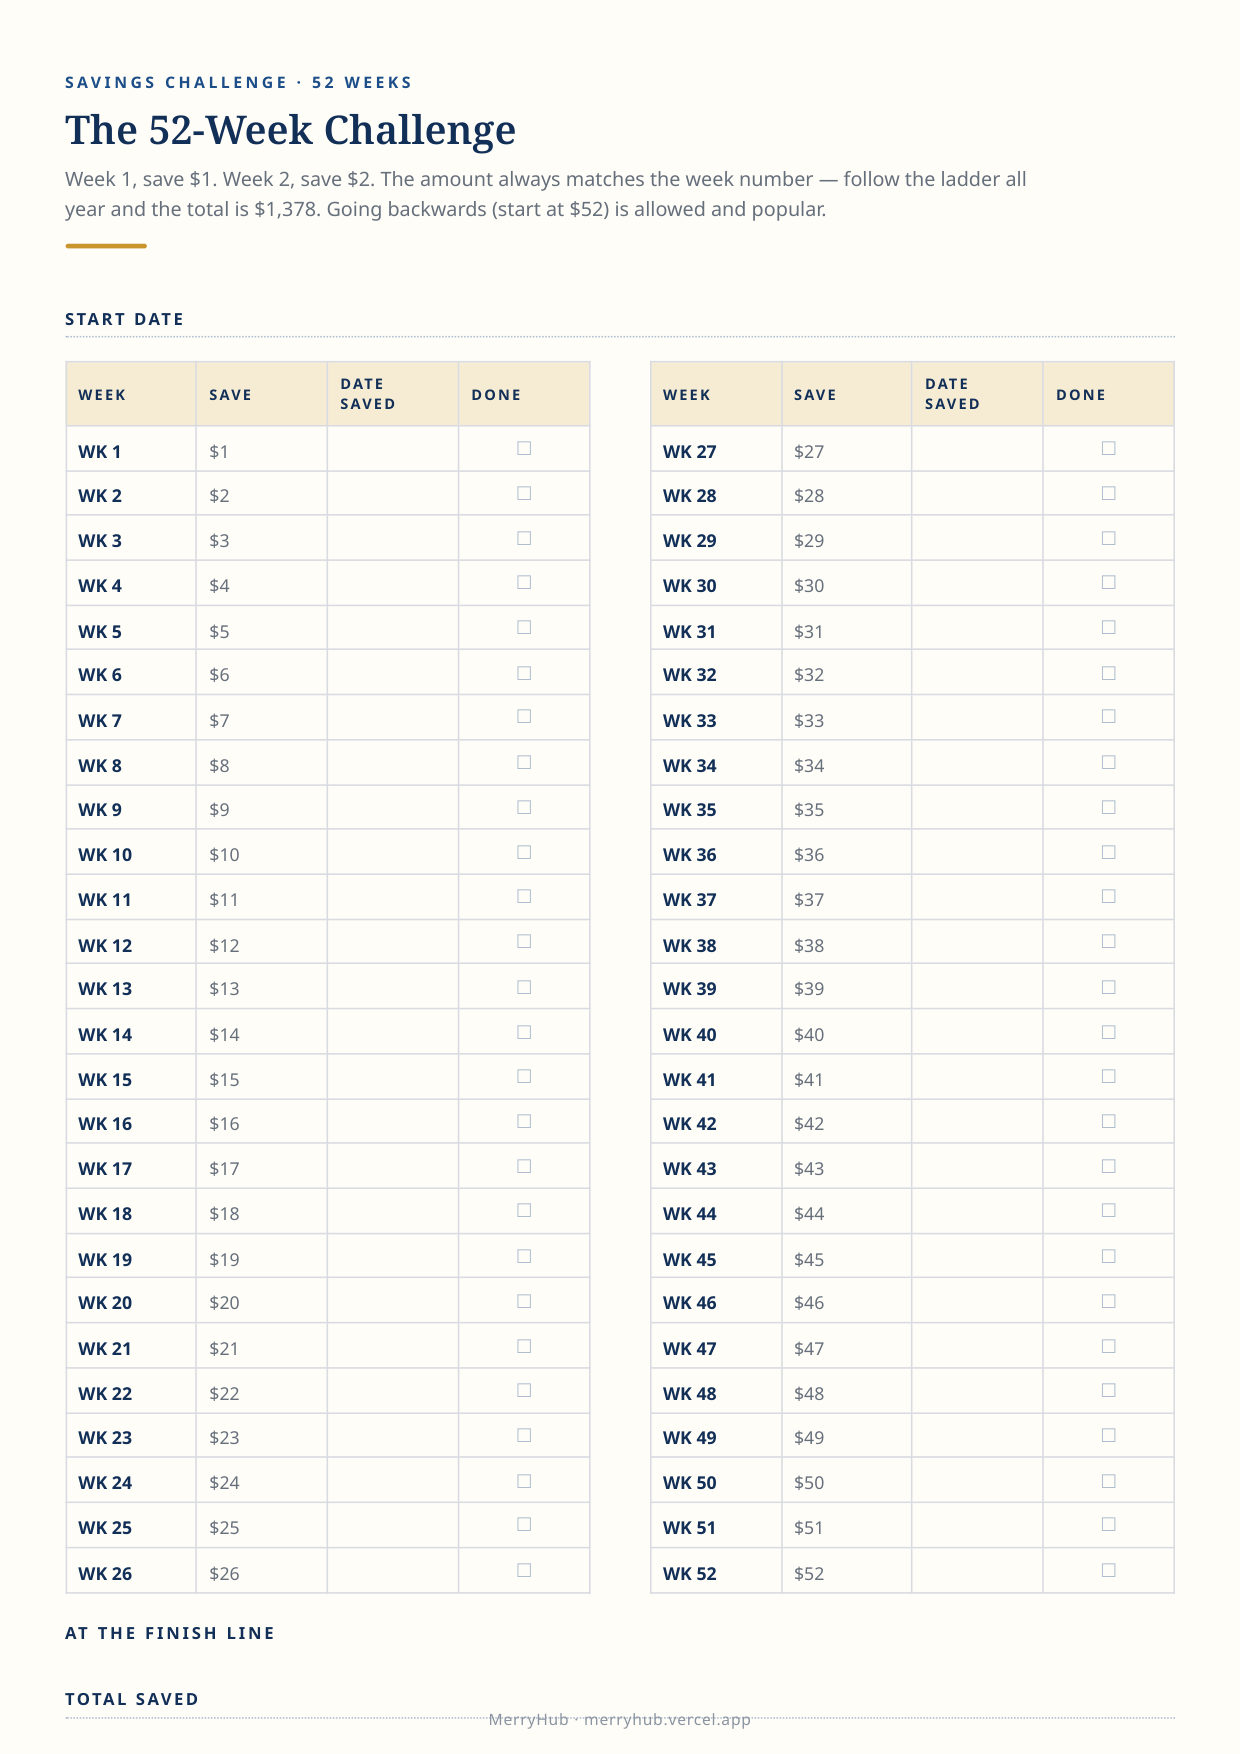 SAVINGS CHALLENGE · 52 WEEKS
The 52-Week Challenge
Week 1, save $1. Week 2, save $2. The amount always matches the week number — follow the ladder all
year and the total is $1,378. Going backwards (start at $52) is allowed and popular.
START DATE
WEEK SAVE DATE SAVED DONE
WK 1 $1 ☐
WK 2 $2 ☐
WK 3 $3 ☐
WK 4 $4 ☐
WK 5 $5 ☐
WK 6 $6 ☐
WK 7 $7 ☐
WK 8 $8 ☐
WK 9 $9 ☐
WK 10 $10 ☐
WK 11 $11 ☐
WK 12 $12 ☐
WK 13 $13 ☐
WK 14 $14 ☐
WK 15 $15 ☐
WK 16 $16 ☐
WK 17 $17 ☐
WK 18 $18 ☐
WK 19 $19 ☐
WK 20 $20 ☐
WK 21 $21 ☐
WK 22 $22 ☐
WK 23 $23 ☐
WK 24 $24 ☐
WK 25 $25 ☐
WK 26 $26 ☐
WEEK SAVE DATE SAVED DONE
WK 27 $27 ☐
WK 28 $28 ☐
WK 29 $29 ☐
WK 30 $30 ☐
WK 31 $31 ☐
WK 32 $32 ☐
WK 33 $33 ☐
WK 34 $34 ☐
WK 35 $35 ☐
WK 36 $36 ☐
WK 37 $37 ☐
WK 38 $38 ☐
WK 39 $39 ☐
WK 40 $40 ☐
WK 41 $41 ☐
WK 42 $42 ☐
WK 43 $43 ☐
WK 44 $44 ☐
WK 45 $45 ☐
WK 46 $46 ☐
WK 47 $47 ☐
WK 48 $48 ☐
WK 49 $49 ☐
WK 50 $50 ☐
WK 51 $51 ☐
WK 52 $52 ☐
AT THE FINISH LINE
TOTAL SAVED
MerryHub · merryhub.vercel.app